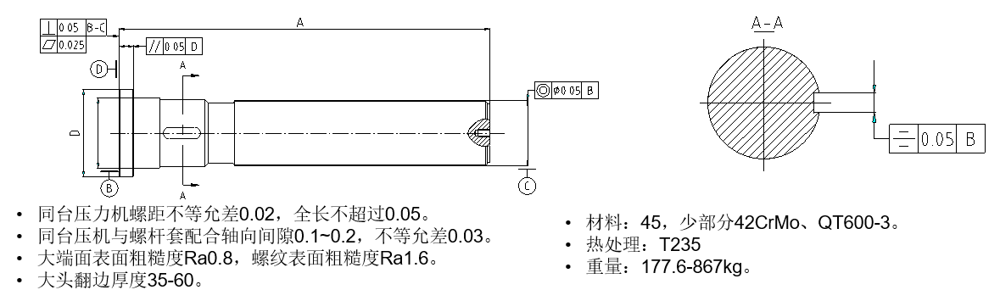 A
A-A
⊥ 0.05 B-C
▱ 0.025
// 0.05 D
D
A
◎ ⌀0.05 B
D
B
A
C
⌯ 0.05 B
• 同台压力机螺距不等允差0.02，全长不超过0.05。
• 同台压机与螺杆套配合轴向间隙0.1~0.2，不等允差0.03。
• 大端面表面粗糙度Ra0.8，螺纹表面粗糙度Ra1.6。
• 大头翻边厚度35-60。
• 材料：45，少部分42CrMo、QT600-3。
• 热处理：T235
• 重量：177.6-867kg。